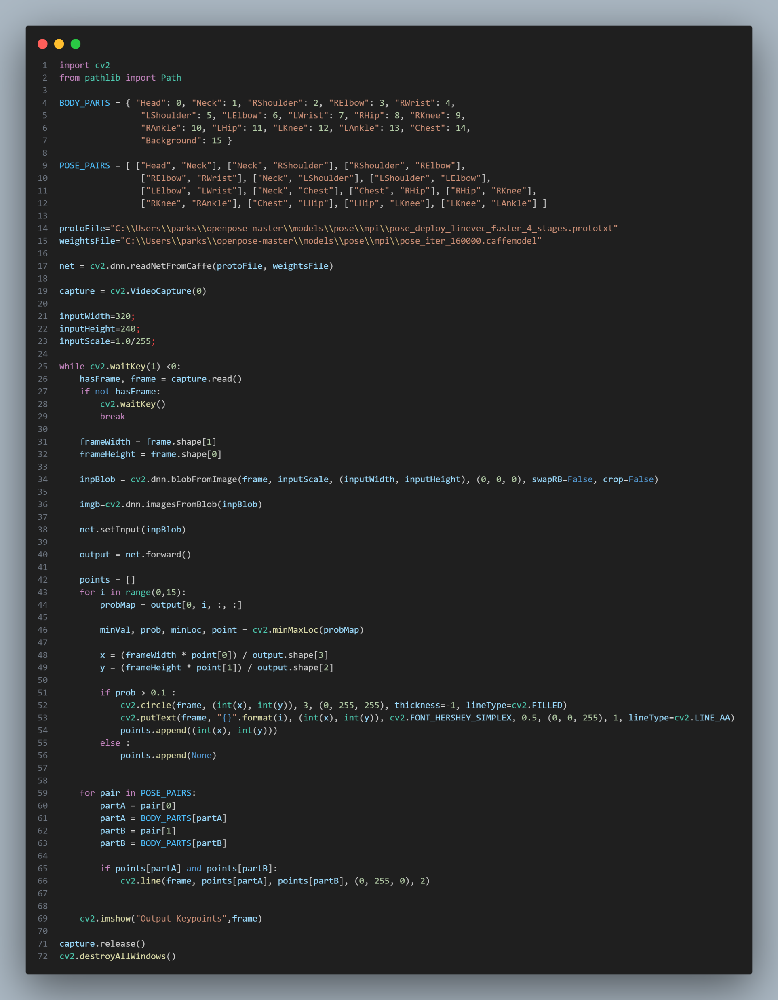 1 import cv2
2 from pathlib import Path
3
4 BODY_PARTS = { "Head": 0, "Neck": 1, "RShoulder": 2, "RElbow": 3, "RWrist": 4,
5                 "LShoulder": 5, "LElbow": 6, "LWrist": 7, "RHip": 8, "RKnee": 9,
6                 "RAnkle": 10, "LHip": 11, "LKnee": 12, "LAnkle": 13, "Chest": 14,
7                 "Background": 15 }
8
9 POSE_PAIRS = [ ["Head", "Neck"], ["Neck", "RShoulder"], ["RShoulder", "RElbow"],
10                 ["RElbow", "RWrist"], ["Neck", "LShoulder"], ["LShoulder", "LElbow"],
11                 ["LElbow", "LWrist"], ["Neck", "Chest"], ["Chest", "RHip"], ["RHip", "RKnee"],
12                 ["RKnee", "RAnkle"], ["Chest", "LHip"], ["LHip", "LKnee"], ["LKnee", "LAnkle"] ]
13
14 protoFile="C:\\Users\\parks\\openpose-master\\models\\pose\\mpi\\pose_deploy_linevec_faster_4_stages.prototxt"
15 weightsFile="C:\\Users\\parks\\openpose-master\\models\\pose\\mpi\\pose_iter_160000.caffemodel"
16
17 net = cv2.dnn.readNetFromCaffe(protoFile, weightsFile)
18
19 capture = cv2.VideoCapture(0)
20
21 inputWidth=320;
22 inputHeight=240;
23 inputScale=1.0/255;
24
25 while cv2.waitKey(1) <0:
26     hasFrame, frame = capture.read()
27     if not hasFrame:
28         cv2.waitKey()
29         break
30
31     frameWidth = frame.shape[1]
32     frameHeight = frame.shape[0]
33
34     inpBlob = cv2.dnn.blobFromImage(frame, inputScale, (inputWidth, inputHeight), (0, 0, 0), swapRB=False, crop=False)
35
36     imgb=cv2.dnn.imagesFromBlob(inpBlob)
37
38     net.setInput(inpBlob)
39
40     output = net.forward()
41
42     points = []
43     for i in range(0,15):
44         probMap = output[0, i, :, :]
45
46         minVal, prob, minLoc, point = cv2.minMaxLoc(probMap)
47
48         x = (frameWidth * point[0]) / output.shape[3]
49         y = (frameHeight * point[1]) / output.shape[2]
50
51         if prob > 0.1 :
52             cv2.circle(frame, (int(x), int(y)), 3, (0, 255, 255), thickness=-1, lineType=cv2.FILLED)
53             cv2.putText(frame, "{}".format(i), (int(x), int(y)), cv2.FONT_HERSHEY_SIMPLEX, 0.5, (0, 0, 255), 1, lineType=cv2.LINE_AA)
54             points.append((int(x), int(y)))
55         else :
56             points.append(None)
57
58
59     for pair in POSE_PAIRS:
60         partA = pair[0]
61         partA = BODY_PARTS[partA]
62         partB = pair[1]
63         partB = BODY_PARTS[partB]
64
65         if points[partA] and points[partB]:
66             cv2.line(frame, points[partA], points[partB], (0, 255, 0), 2)
67
68
69     cv2.imshow("Output-Keypoints",frame)
70
71 capture.release()
72 cv2.destroyAllWindows()